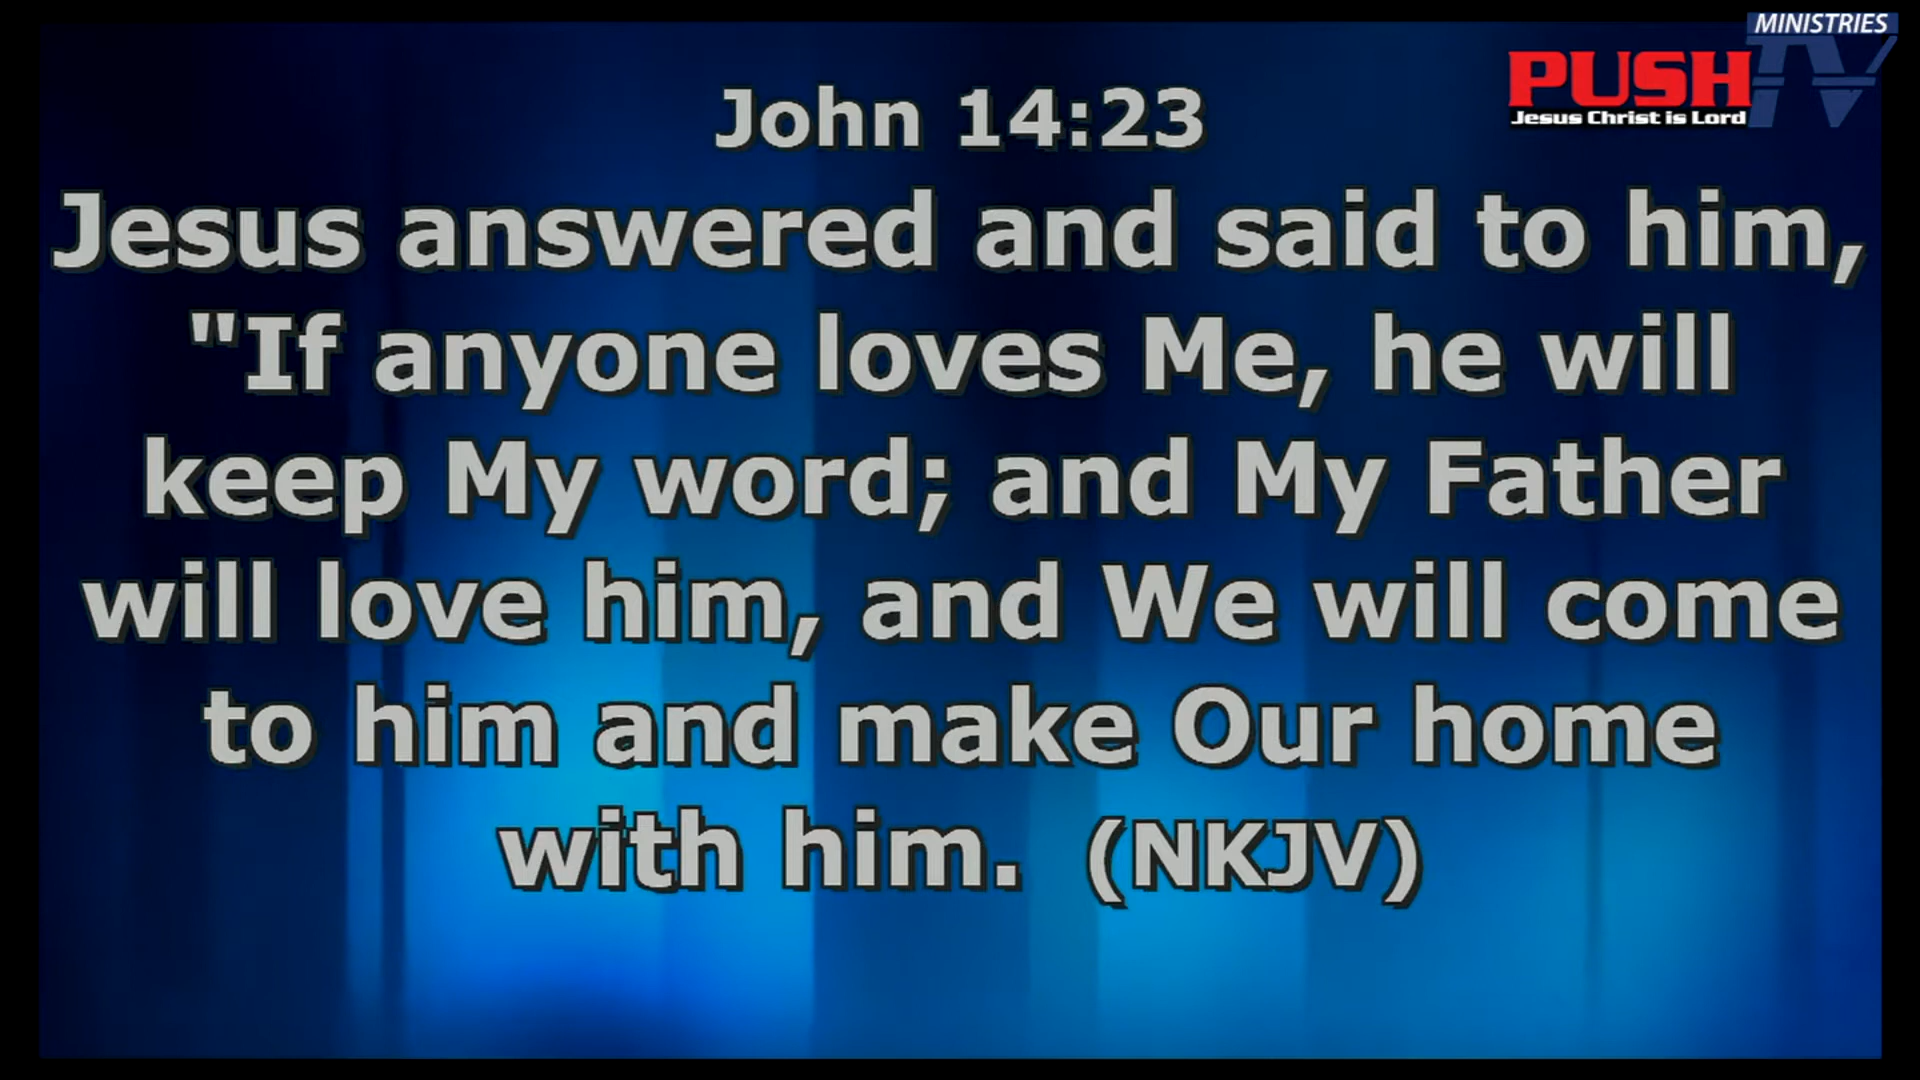 MINISTRIES
PUSH TV
Jesus Christ is Lord
John 14:23
Jesus answered and said to him,
"If anyone loves Me, he will
keep My word; and My Father
will love him, and We will come
to him and make Our home
with him.  (NKJV)